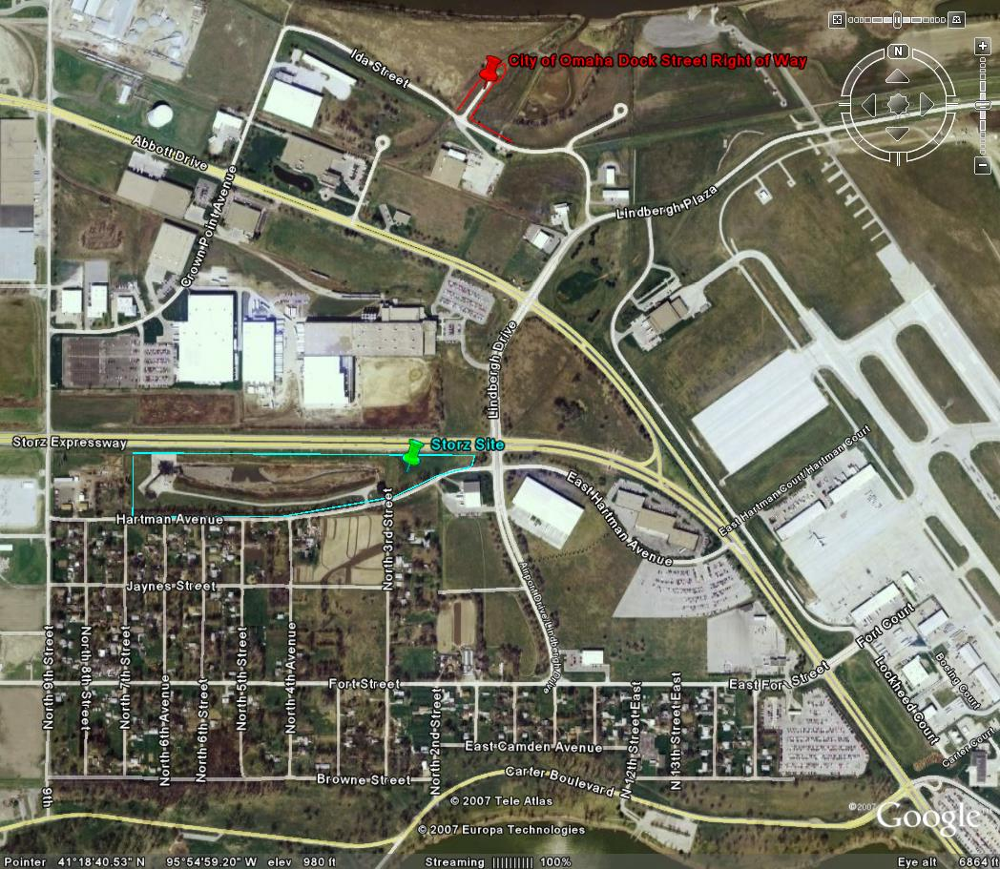 Ida Street
City of Omaha Dock Street Right of Way
N
Abbott Drive
Crown Point Avenue
Lindbergh Plaza
Lindbergh Drive
Storz Expressway
Storz Site
East Hartman Court/Hartman Court
East Hartman Avenue
Hartman Avenue
North 3rd Street
Jaynes Street
Airport Drive/Lindbergh Drive
North 9th Street
North 8th Street
North 7th Street
North 6th Avenue
North 6th Street
North 5th Street
North 4th Avenue
Fort Street
North 2nd Street
East Fort Street
Fort Court
Lockheed Court
Boeing Court
Carter Court
N 12th Street East
N 13th Street East
East Camden Avenue
Browne Street
Carter Boulevard
9th
© 2007 Tele Atlas
© 2007 Europa Technologies
©2007 Google™
Pointer 41°18'40.53" N 95°54'59.20" W elev 980 ft
Streaming |||||||||| 100%
Eye alt 6864 ft